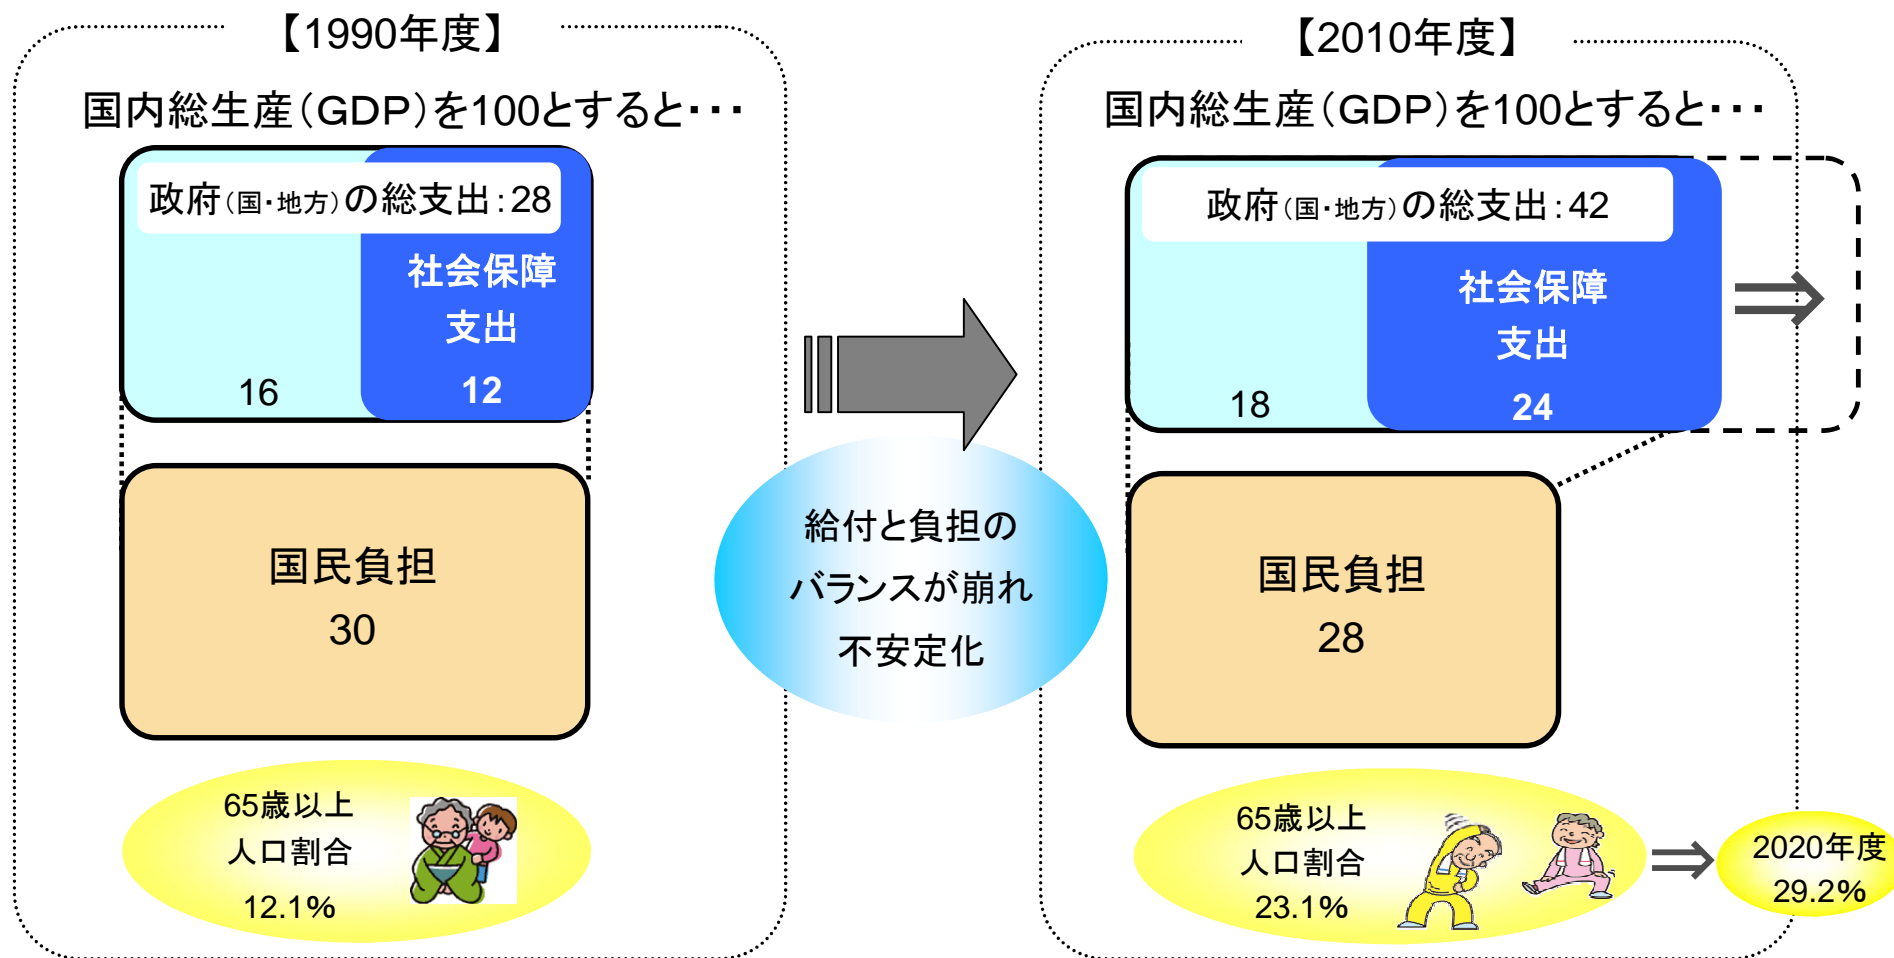 【1990年度】
国内総生産(GDP)を100とすると・・・
政府(国・地方)の総支出:28
社会保障
支出
16
12
国民負担
30
65歳以上
人口割合
12.1%
給付と負担の
バランスが崩れ
不安定化
【2010年度】
国内総生産(GDP)を100とすると・・・
政府(国・地方)の総支出:42
社会保障
支出
18
24
国民負担
28
65歳以上
人口割合
23.1%
2020年度
29.2%